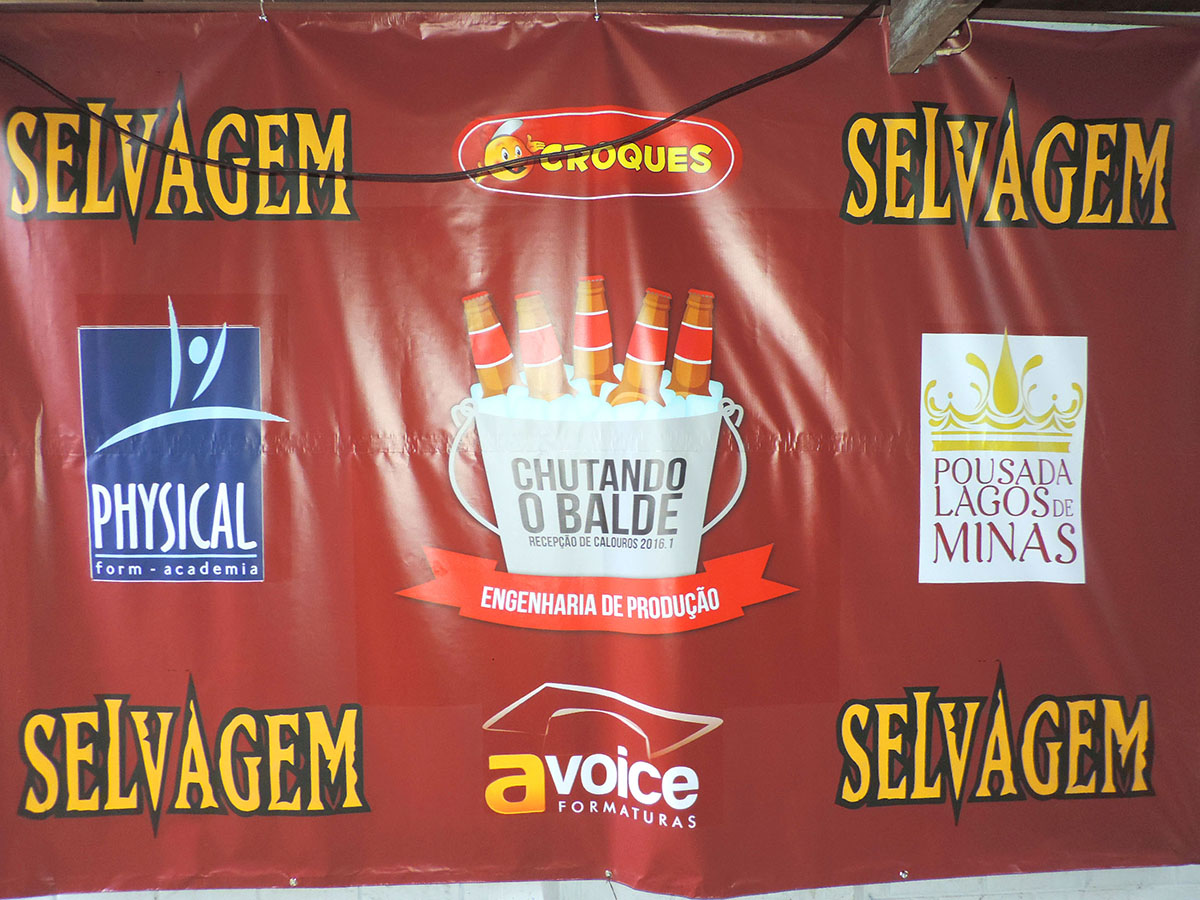 SELVAGEM
CROQUES
SELVAGEM
PHYSICAL
form - academia
CHUTANDO
O BALDE
RECEPÇÃO DE CALOUROS 2016.1
ENGENHARIA DE PRODUÇÃO
POUSADA
LAGOS DE
MINAS
SELVAGEM
avoice
FORMATURAS
SELVAGEM